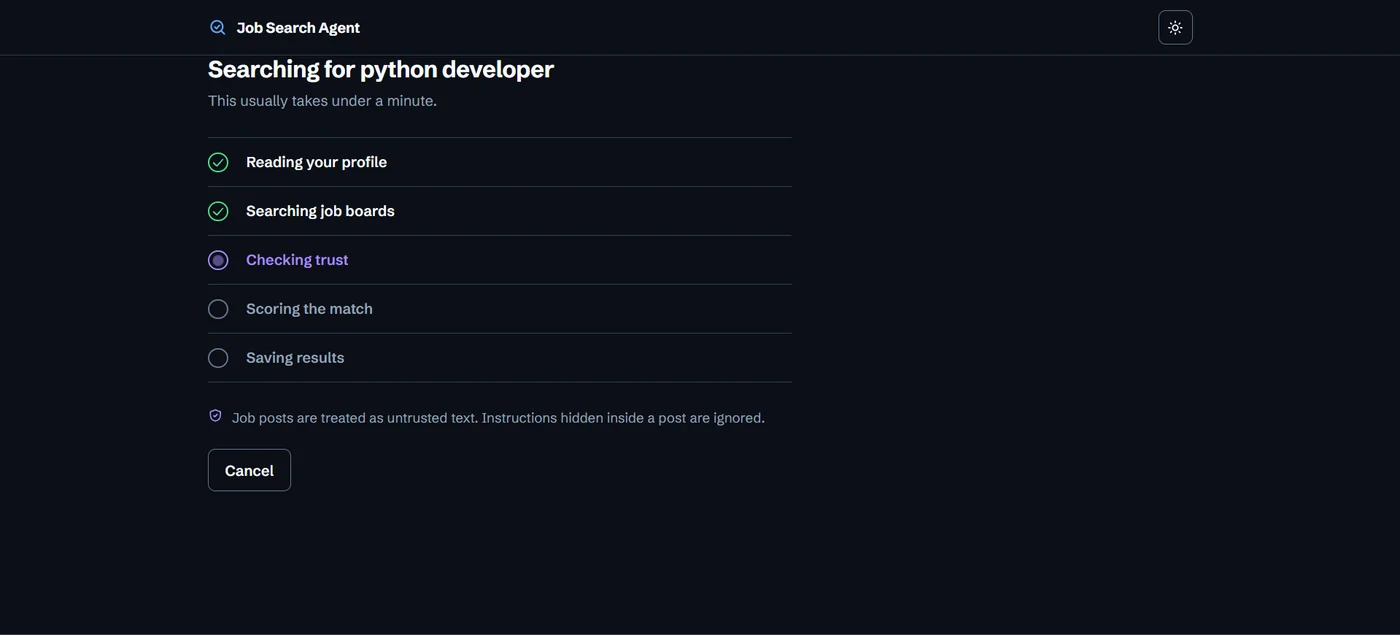 Job Search Agent
Searching for python developer
This usually takes under a minute.
Reading your profile
Searching job boards
Checking trust
Scoring the match
Saving results
Job posts are treated as untrusted text. Instructions hidden inside a post are ignored.
Cancel